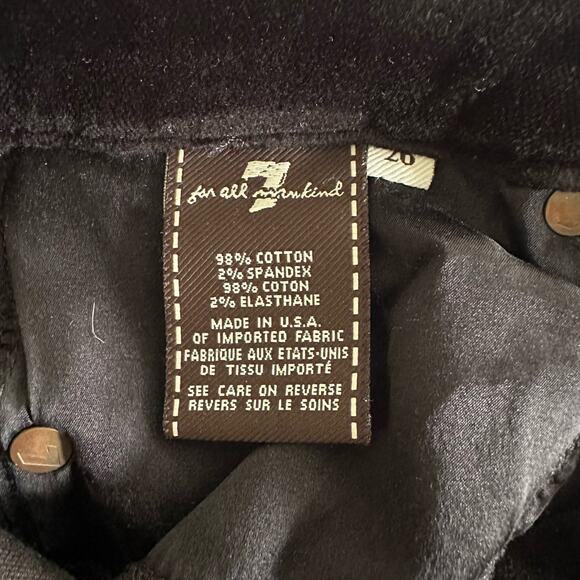 7
for all mankind
26
98% COTTON
2% SPANDEX
98% COTON
2% ELASTHANE
MADE IN U.S.A.
OF IMPORTED FABRIC
FABRIQUE AUX ETATS-UNIS
DE TISSU IMPORTÉ
SEE CARE ON REVERSE
REVERS SUR LE SOINS